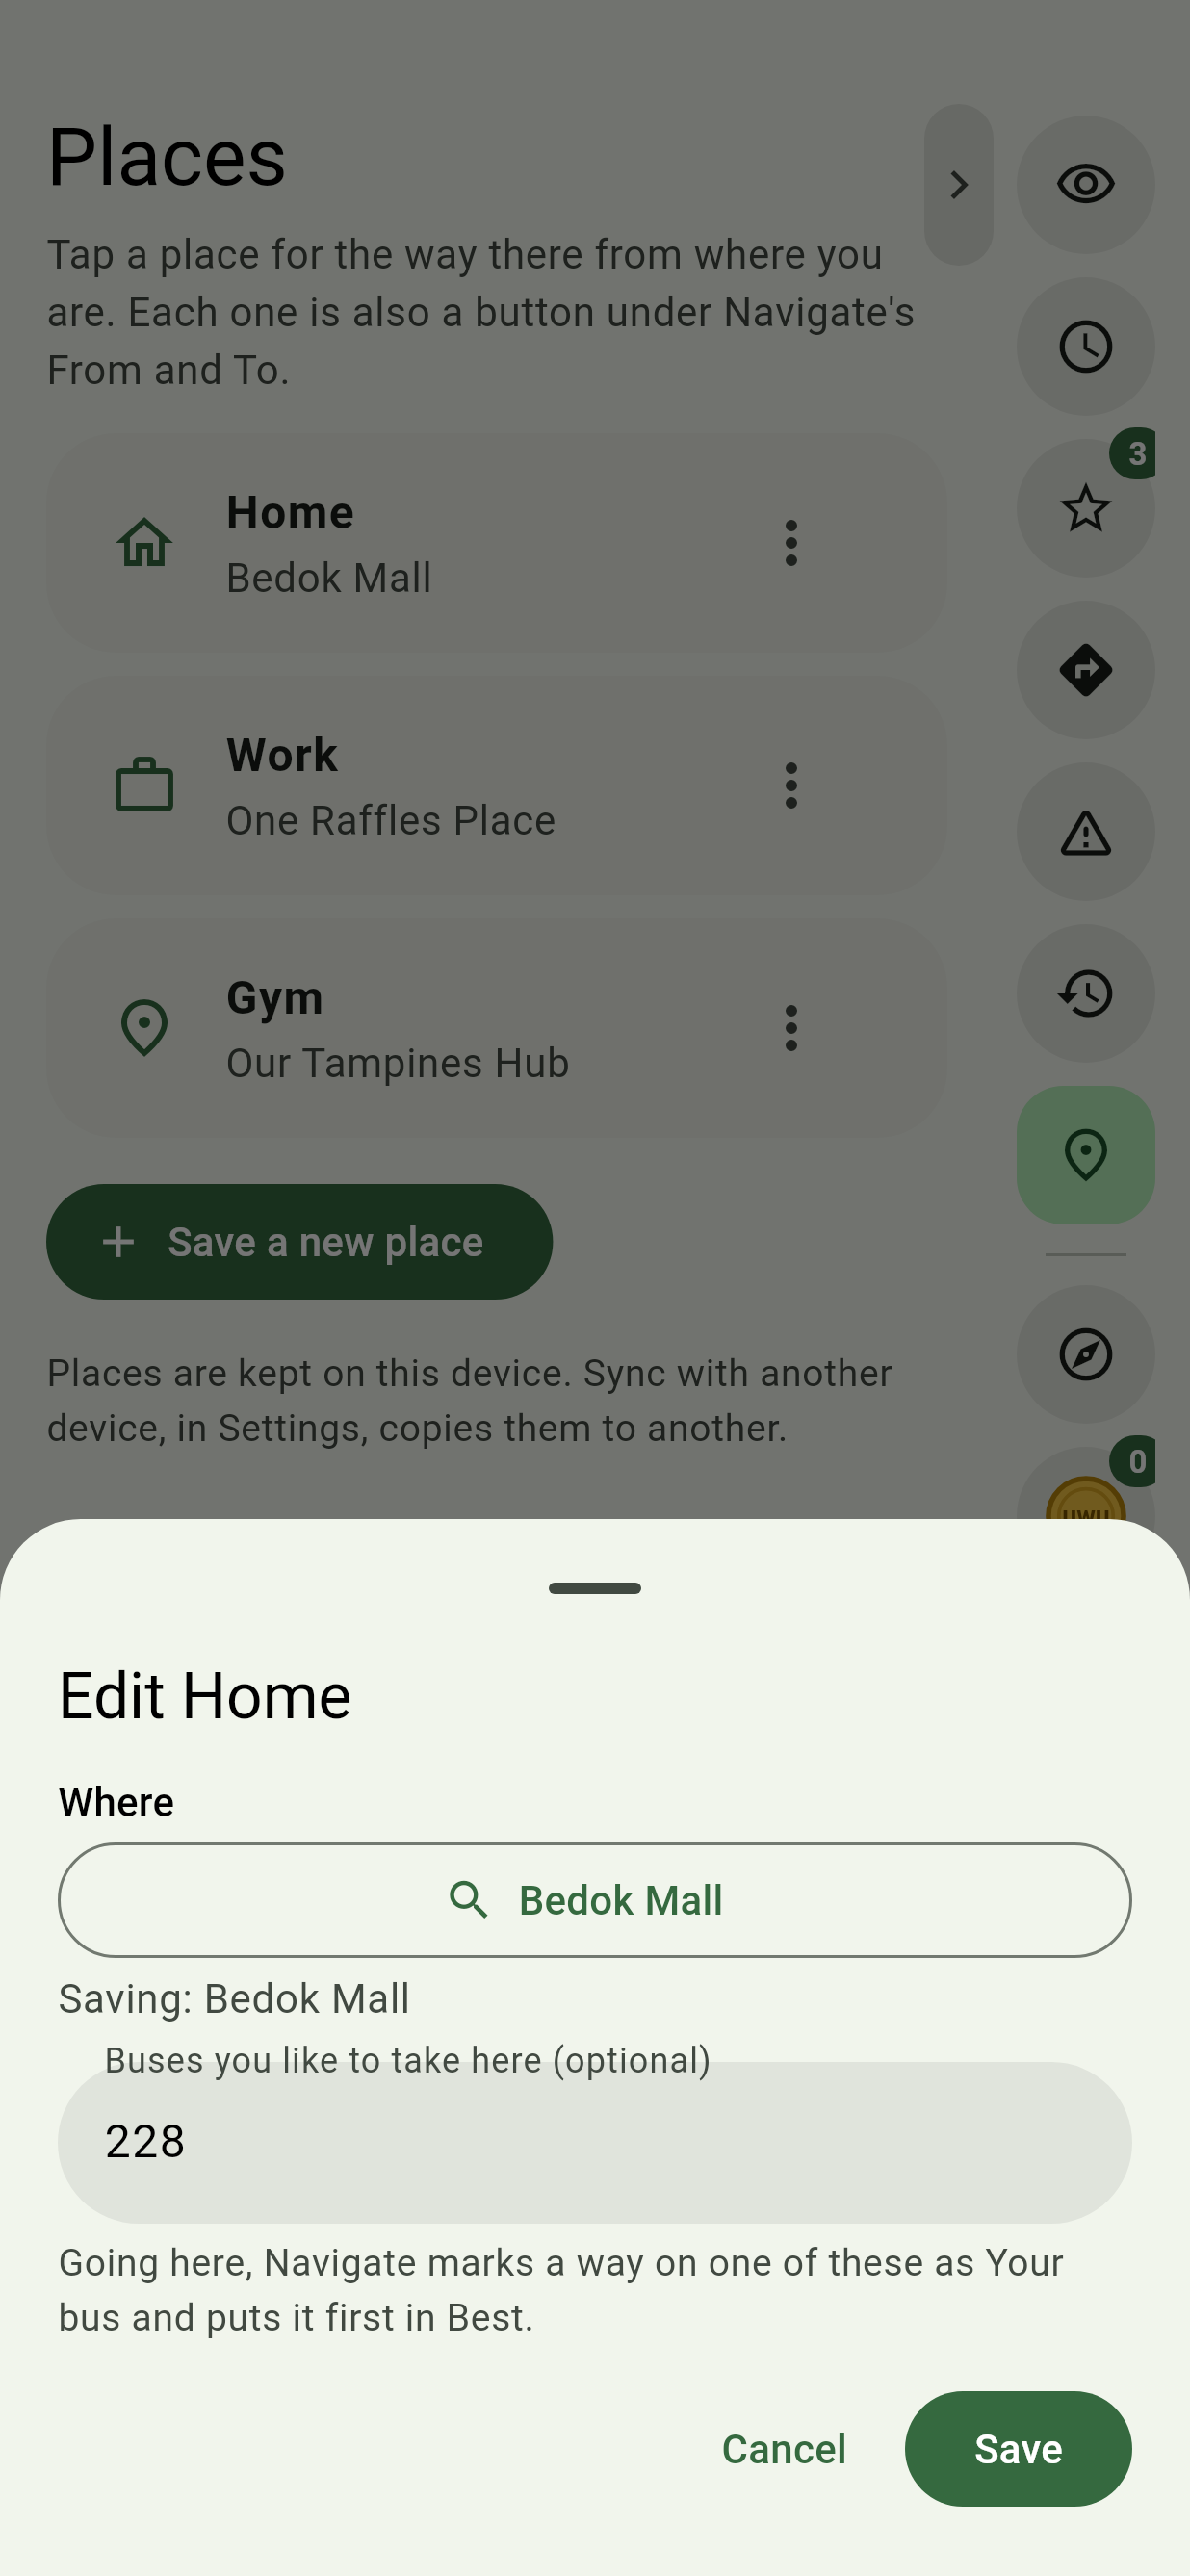 Places
Tap a place for the way there from where you
are. Each one is also a button under Navigate's
From and To.
Home
Bedok Mall
Work
One Raffles Place
Gym
Our Tampines Hub
Save a new place
Places are kept on this device. Sync with another
device, in Settings, copies them to another.
3
0
UWU
Edit Home
Where
Bedok Mall
Saving: Bedok Mall
Buses you like to take here (optional)
228
Going here, Navigate marks a way on one of these as Your
bus and puts it first in Best.
Cancel
Save